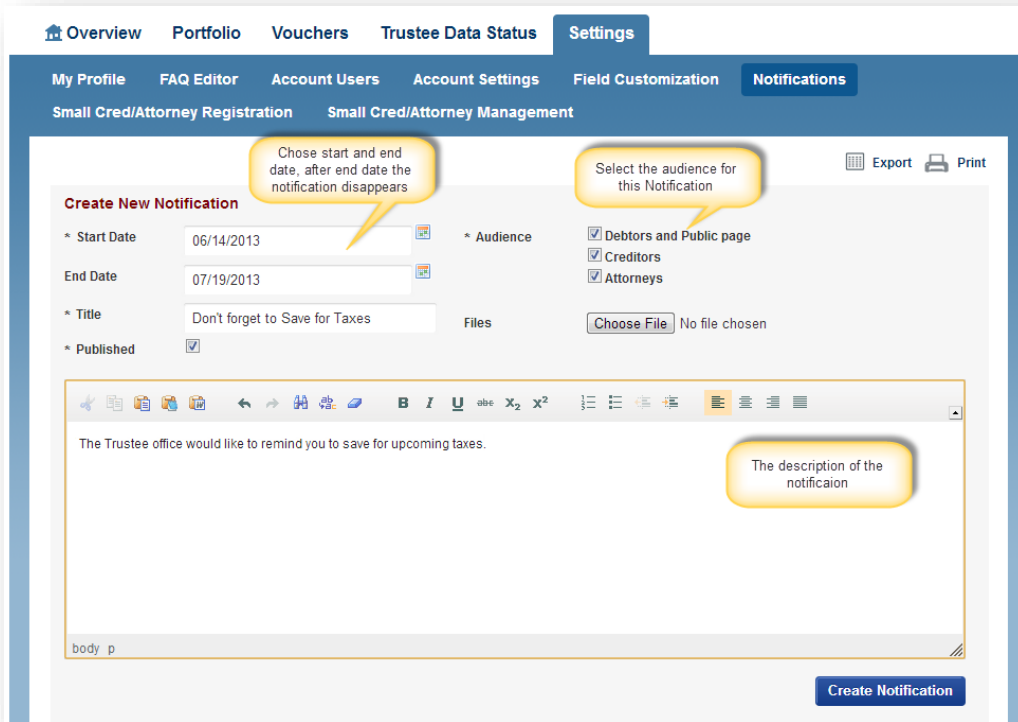 Overview Portfolio Vouchers Trustee Data Status Settings
My Profile FAQ Editor Account Users Account Settings Field Customization Notifications
Small Cred/Attorney Registration Small Cred/Attorney Management
Chose start and end
date, after end date the
notification disappears
Select the audience for
this Notification
Export Print
Create New Notification
* Start Date 06/14/2013 * Audience Debtors and Public page
Creditors
End Date 07/19/2013 Attorneys
* Title Don't forget to Save for Taxes Files Choose File No file chosen
* Published
B I U abc X₂ X²
The Trustee office would like to remind you to save for upcoming taxes.
The description of the
notificaion
body p
Create Notification